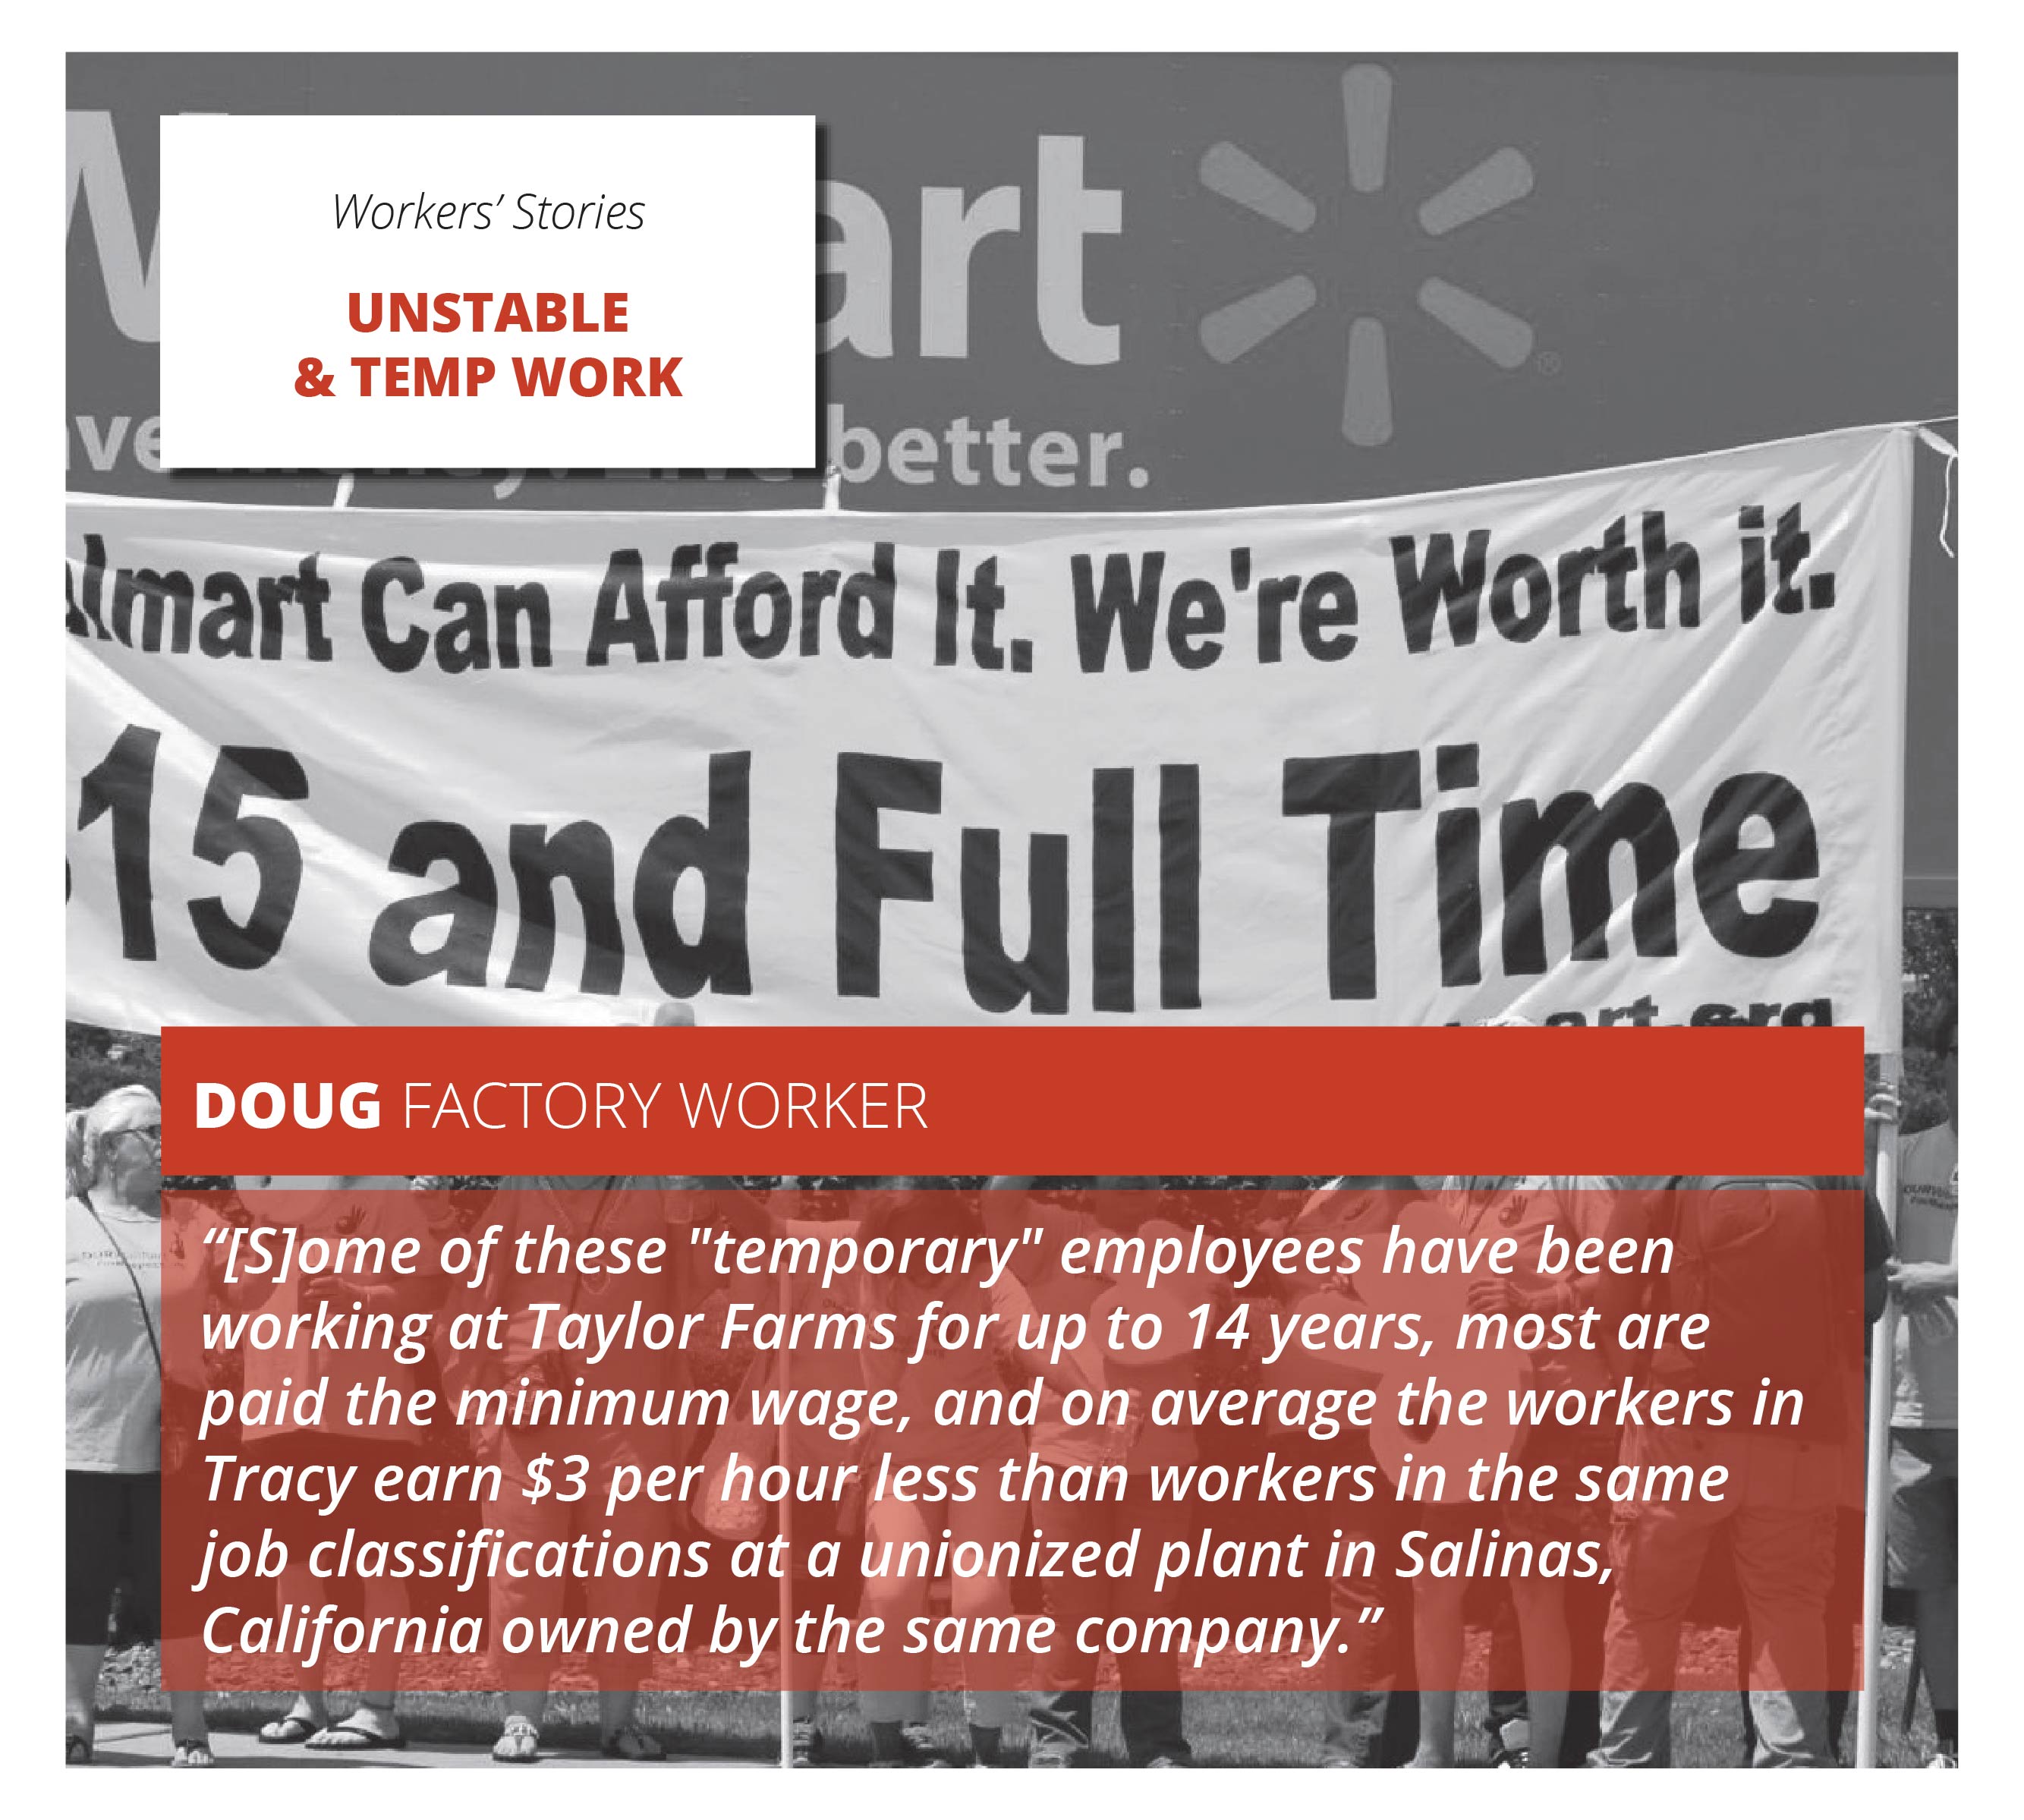 art
Workers’ Stories
UNSTABLE
& TEMP WORK
better.
lmart Can Afford It. We're Worth it.
15 and Full Time
art.org
DOUG FACTORY WORKER
“[S]ome of these "temporary" employees have been
working at Taylor Farms for up to 14 years, most are
paid the minimum wage, and on average the workers in
Tracy earn $3 per hour less than workers in the same
job classifications at a unionized plant in Salinas,
California owned by the same company.”